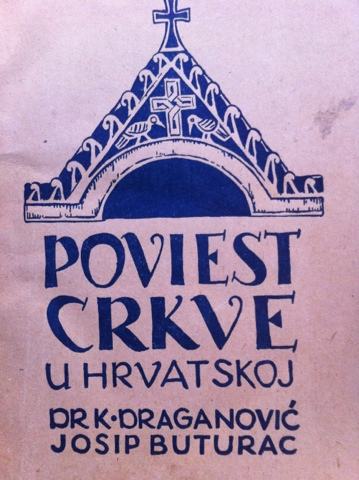 POVIEST
CRKVE
U HRVATSKOJ
DR K·DRAGANOVIĆ
JOSIP BUTURAC